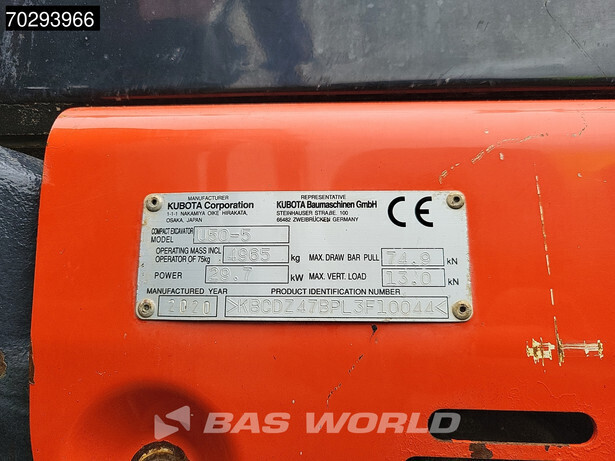 70293966
MANUFACTURER
KUBOTA Corporation
1-1-1 NAKAMIYA OIKE HIRAKATA,
OSAKA, JAPAN
REPRESENTATIVE
KUBOTA Baumaschinen GmbH
STEINHAUSER STRAßE, 100
66482 ZWEIBRÜCKEN GERMANY
CE
COMPACT EXCAVATOR
MODEL U50-5
OPERATING MASS INCL
OPERATOR OF 75kg 4965 kg
MAX. DRAW BAR PULL 74.9 kN
POWER 29.7 kW
MAX. VERT. LOAD 13.0 kN
MANUFACTURED YEAR
2020
PRODUCT IDENTIFICATION NUMBER
>KBCDZ47BPL3F10044<
BAS WORLD